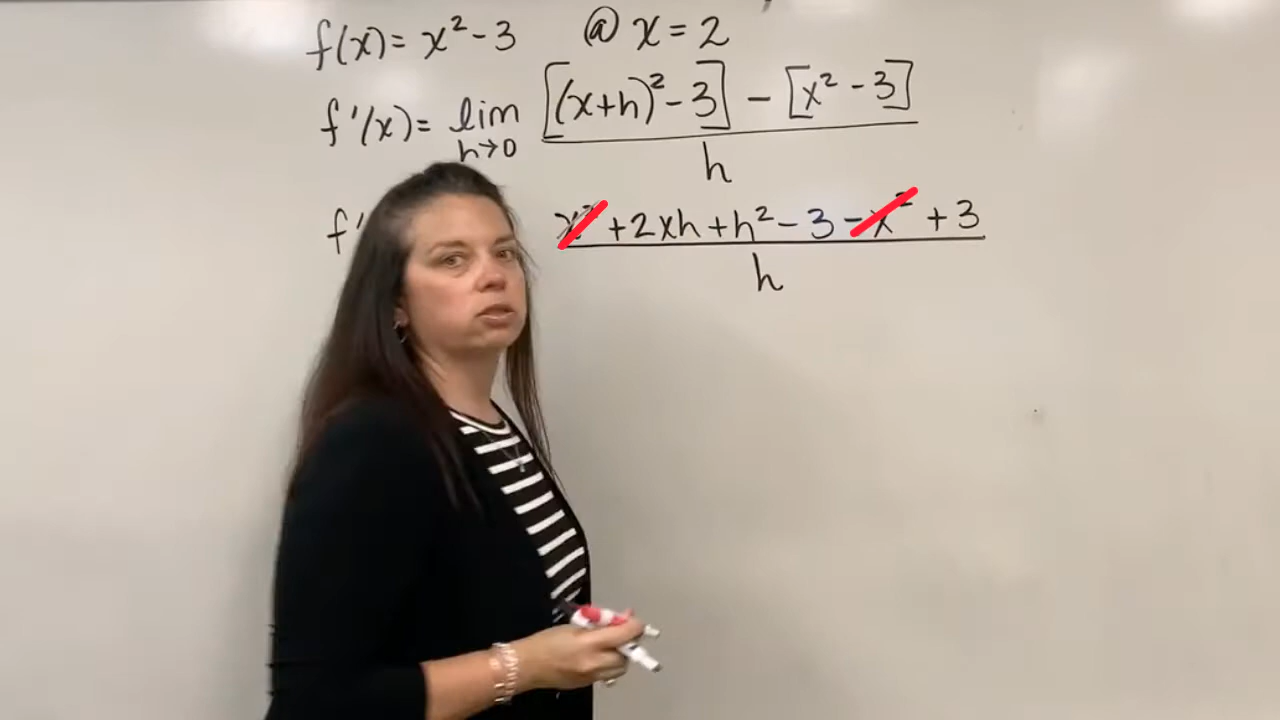 f(x) = x² - 3 @ x = 2
f'(x) = lim h→0 [(x+h)² - 3] - [x² - 3] / h
f' x² + 2xh + h² - 3 - x² + 3 / h